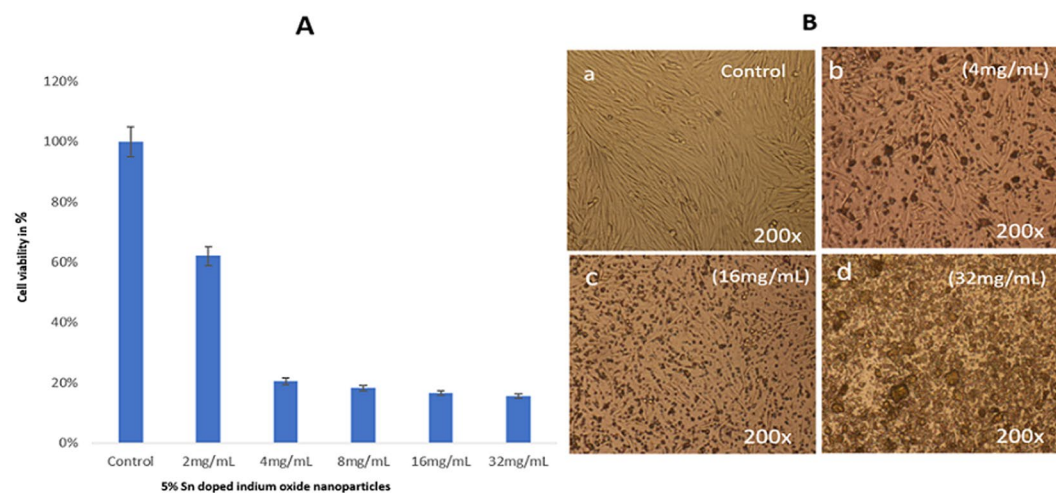 A
120%
100%
80%
60%
40%
20%
0%
Cell viability in %
Control 2mg/mL 4mg/mL 8mg/mL 16mg/mL 32mg/mL
5% Sn doped indium oxide nanoparticles
B
a Control
200x
b (4mg/mL)
200x
c (16mg/mL)
200x
d (32mg/mL)
200x